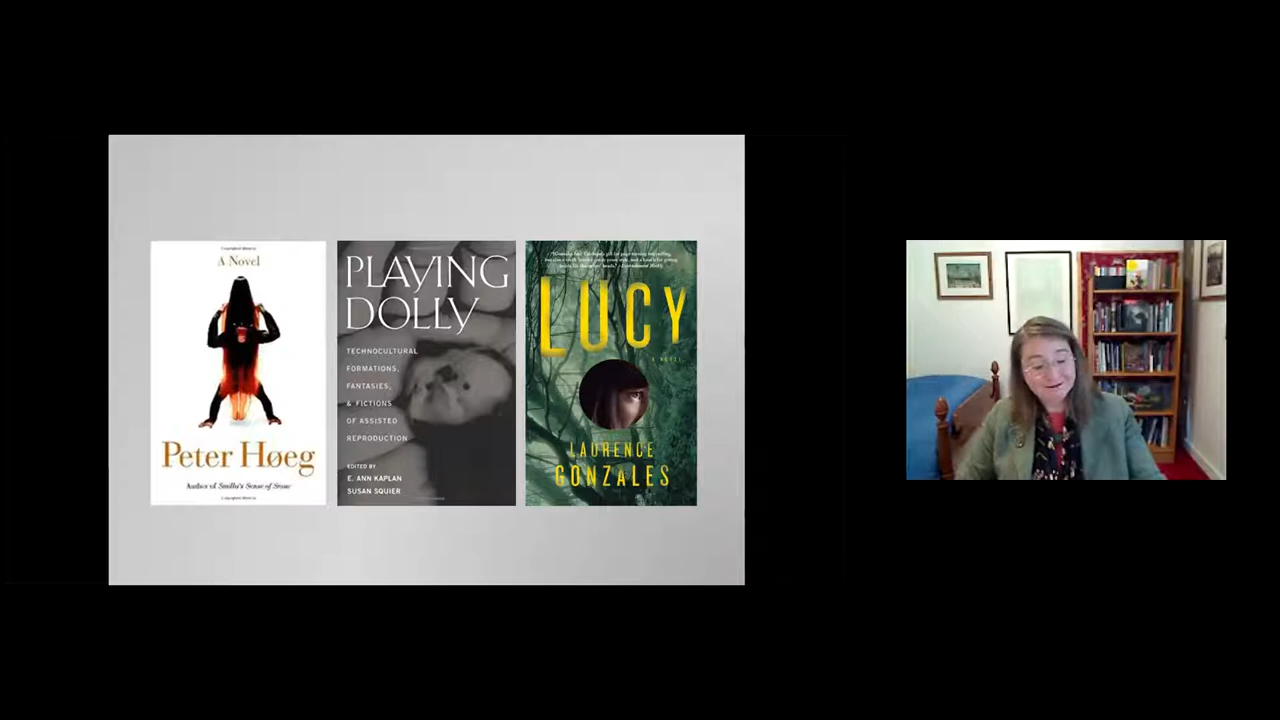 A Novel
Peter Høeg
Author of Smilla's Sense of Snow
PLAYING
DOLLY
TECHNOCULTURAL
FORMATIONS,
FANTASIES,
& FICTIONS
OF ASSISTED
REPRODUCTION
EDITED BY
E. ANN KAPLAN
SUSAN SQUIER
LUCY
A NOVEL
LAURENCE
GONZALES